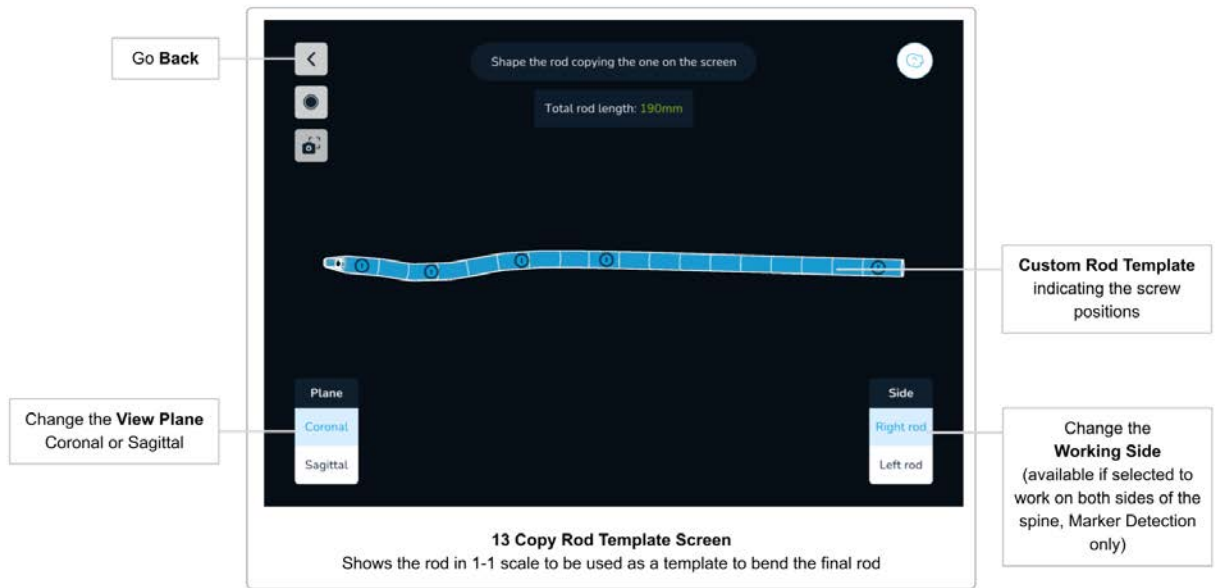 Go Back
Shape the rod copying the one on the screen
Total rod length: 190mm
Custom Rod Template
indicating the screw
positions
Plane
Coronal
Sagittal
Change the View Plane
Coronal or Sagittal
Side
Right rod
Left rod
Change the
Working Side
(available if selected to
work on both sides of the
spine, Marker Detection
only)
13 Copy Rod Template Screen
Shows the rod in 1-1 scale to be used as a template to bend the final rod